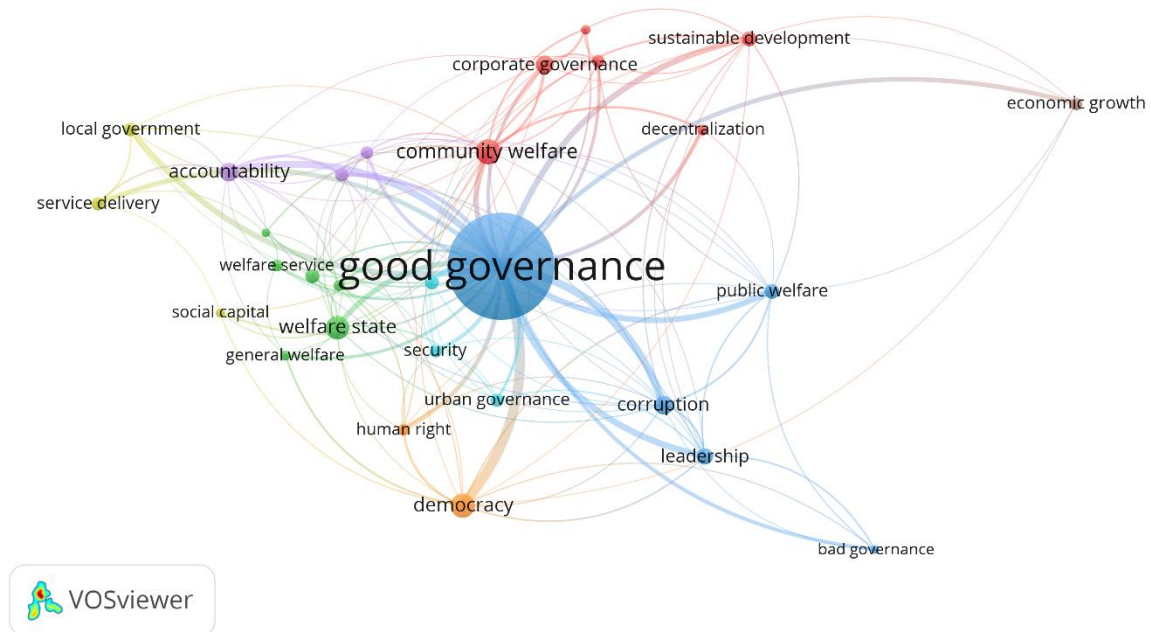 sustainable development
corporate governance
economic growth
local government
decentralization
community welfare
accountability
service delivery
welfare service
good governance
public welfare
social capital
welfare state
general welfare
security
urban governance
corruption
human right
leadership
democracy
bad governance
VOSviewer